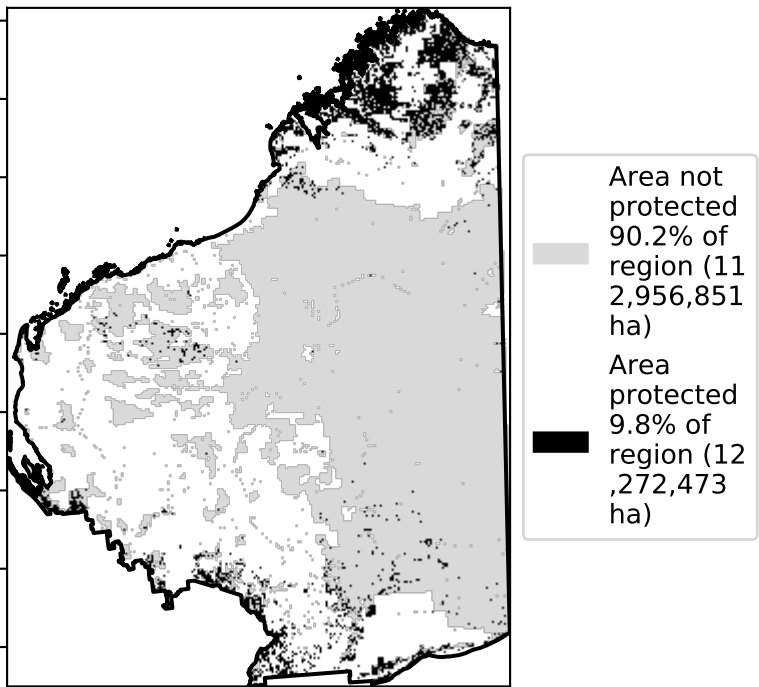 Area not
protected
90.2% of
region (11
2,956,851
ha)
Area
protected
9.8% of
region (12
,272,473
ha)